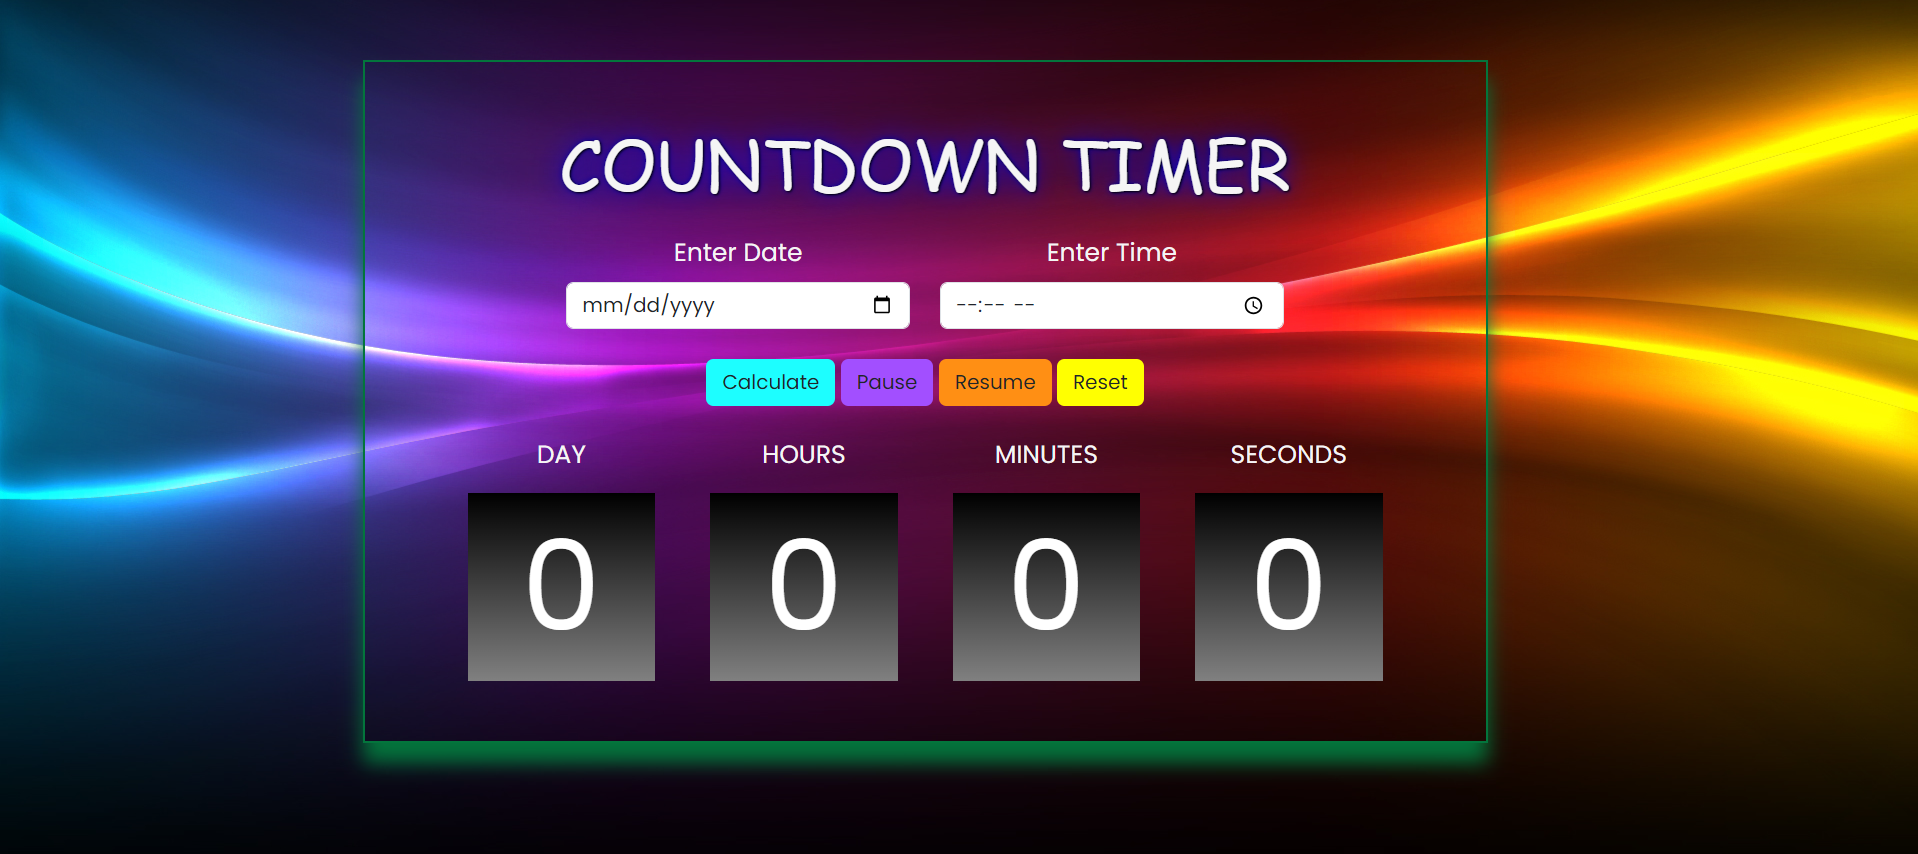 COUNTDOWN TIMER
Enter Date Enter Time
mm/dd/yyyy --:-- --
Calculate Pause Resume Reset
DAY HOURS MINUTES SECONDS
0 0 0 0